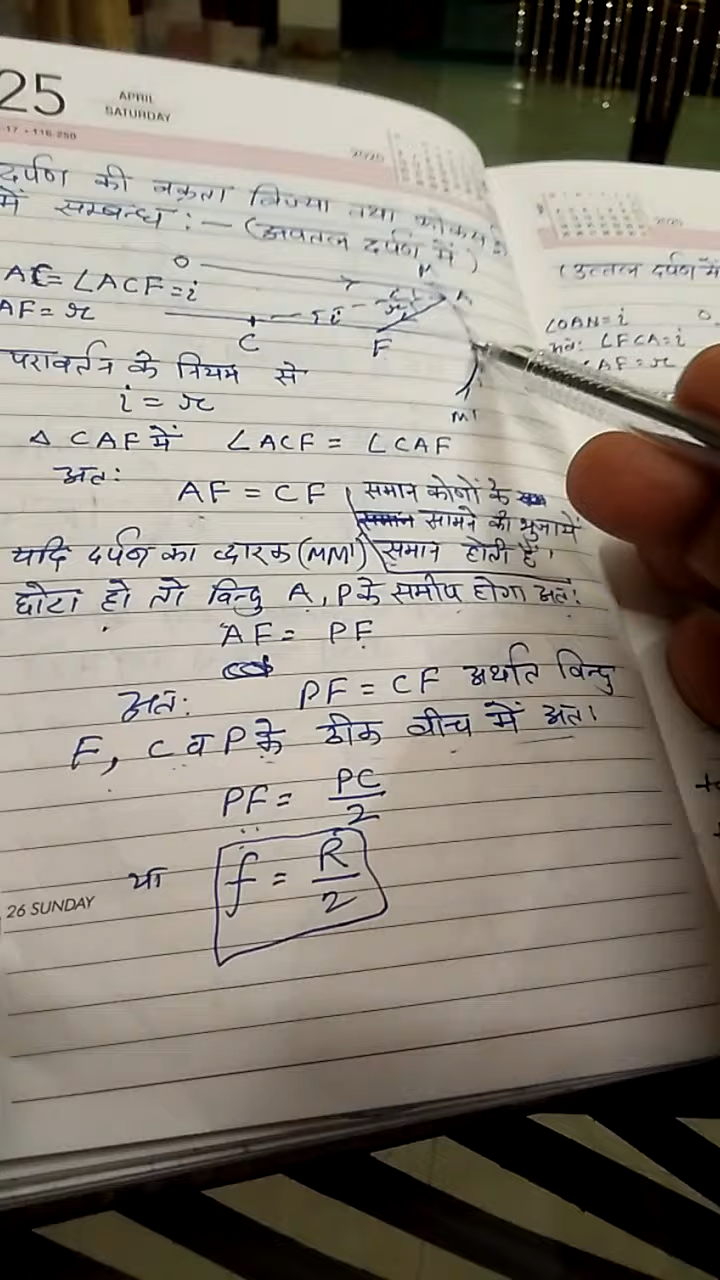 25
APRIL
SATURDAY
2020
दर्पण की वक्रता त्रिज्या तथा
में सम्बन्ध :— (अवतल दर्पण में)
O
∠ACF = i
AF = r
C
F
A
M'
परावर्तन के नियम से
i = r
Δ CAF में ∠ACF = ∠CAF
अतः
AF = CF
समान कोणों के
सामने की भुजायें
समान होती हैं।
यदि दर्पण का द्वारक (MM')
छोटा हो तो बिन्दु A, P के समीप होगा अतः
AF = PF
अतः PF = CF अर्थात बिन्दु
F, C व P के ठीक बीच में अतः
PF = PC/2
या f = R/2
26 SUNDAY
(उत्तल दर्पण में
∠OAN = i
अतः ∠FCA = i
AF = r